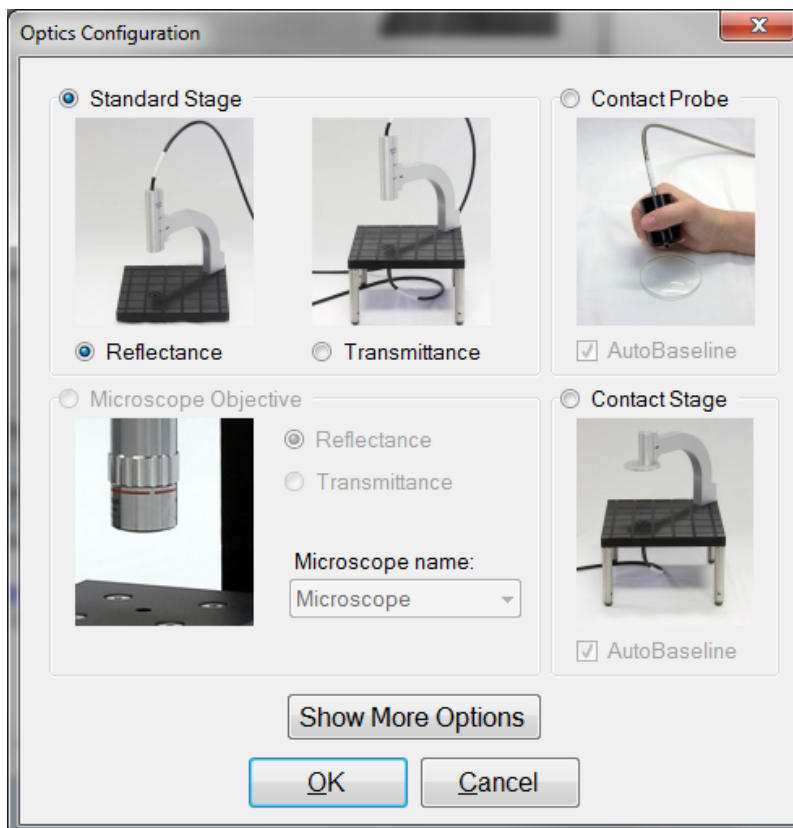 Optics Configuration
Standard Stage
Reflectance
Transmittance
Contact Probe
AutoBaseline
Microscope Objective
Reflectance
Transmittance
Microscope name:
Microscope
Contact Stage
AutoBaseline
Show More Options
OK
Cancel